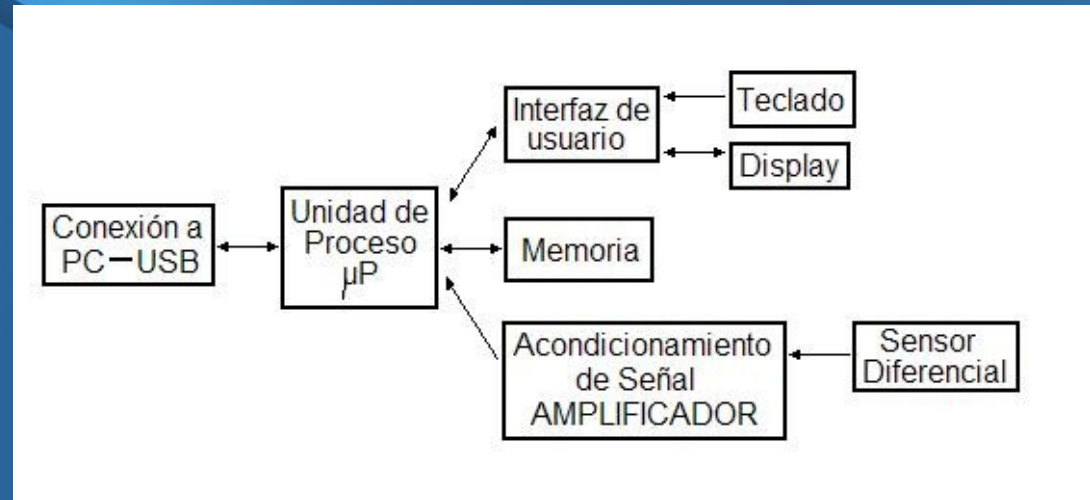 Conexión a
PC-USB
Unidad de
Proceso
µP
Interfaz de
usuario
Teclado
Display
Memoria
Acondicionamiento
de Señal
AMPLIFICADOR
Sensor
Diferencial